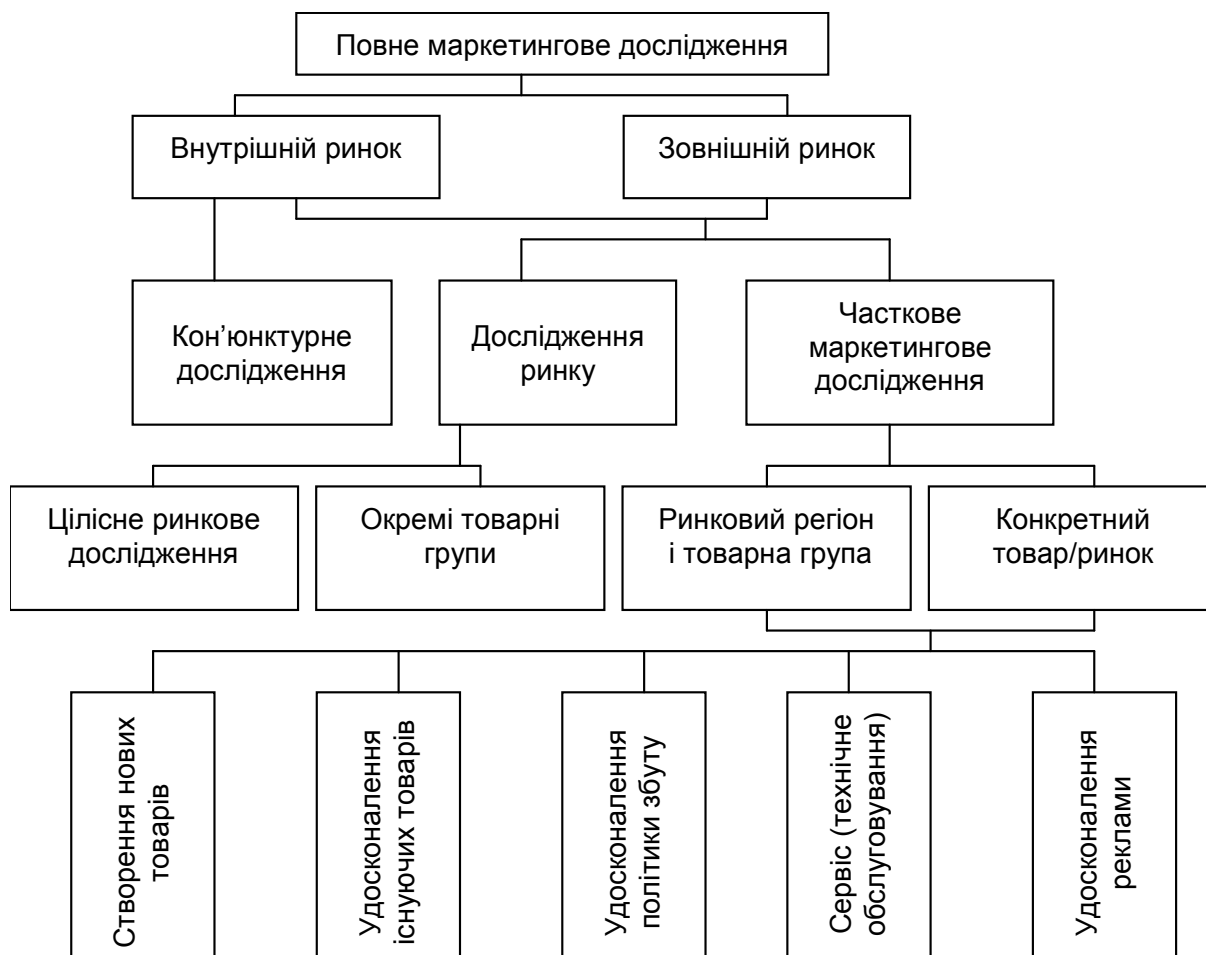 Повне маркетингове дослідження
Внутрішній ринок
Зовнішній ринок
Кон’юнктурне
дослідження
Дослідження
ринку
Часткове
маркетингове
дослідження
Цілісне ринкове
дослідження
Окремі товарні
групи
Ринковий регіон
і товарна група
Конкретний
товар/ринок
Створення нових
товарів
Удосконалення
існуючих товарів
Удосконалення
політики збуту
Сервіс (технічне
обслуговування)
Удосконалення
реклами